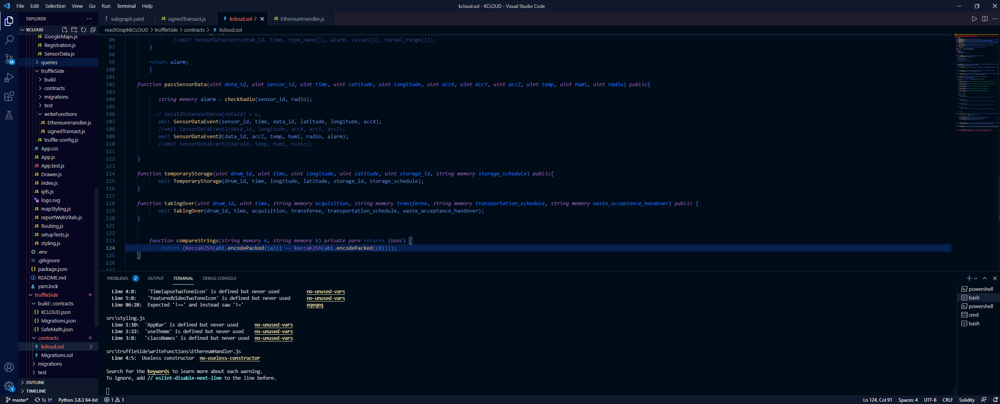 File Edit Selection View Go Run Terminal Help
kcloud.sol - KCLOUD - Visual Studio Code
EXPLORER
KCLOUD
GoogleMaps.js
Registration.js
SensorData.js
queries
truffleSide
build
contracts
migrations
test
writeFunctions
EthereumHandler.js
signedTransact.js
truffle-config.js
App.css
App.js
App.test.js
Drawer.js
index.js
ipfs.js
logo.svg
mapStyling.js
reportWebVitals.js
Routing.js
setupTests.js
styling.js
.env
.gitignore
package.json
README.md
yarn.lock
truffleSide
build\contracts
KCLOUD.json
Migrations.json
SafeMath.json
contracts
kcloud.sol 2
Migrations.sol
migrations
test
OUTLINE
TIMELINE
5K
1
subgraph.yaml
JS signedTransact.js
kcloud.sol 2
JS EthereumHandler.js
reactGraphkCLOUD > truffleSide > contracts > kcloud.sol
96 //emit SensorDataEvent(drum_id, time, type_name[i], alarm, values[i], normal_range[i]);
97 }
98
99 return alarm;
100 }
101
102 function passSensorData(uint data_id, uint sensor_id, uint time, uint latitude, uint longitude, uint accX, uint accY, uint accZ, uint temp, uint humi, uint radio) public{
103
104 string memory alarm = checkRadio(sensor_id, radio);
105
106 // dataIdToSensorDatum[dataId] = u;
107 emit SensorDataEvent(sensor_id, time, data_id, latitude, longitude, accX);
108 //emit SensorDataEvent2(data_id, longitude, accX, accY, accZ);
109 emit SensorDataEvent2(data_id, accZ, temp, humi, radio, alarm);
110 //emit SensorDataEvent2(dataId, temp, humi, radio);
111
112 }
113
114 function temporaryStorage(uint drum_id, uint time, uint longitude, uint latitude, uint storage_id, string memory storage_schedule) public{
115 emit TemporaryStorage(drum_id, time, longitude, latitude, storage_id, storage_schedule);
116 }
117
118 function takingOver(uint drum_id, uint time, string memory acquisition, string memory transferee, string memory transportation_schedule, string memory waste_acceptance_handover) public {
119 emit TakingOver(drum_id, time, acquisition, transferee, transportation_schedule, waste_acceptance_handover);
120 }
121
122
123 function compareStrings(string memory a, string memory b) private pure returns (bool) {
124 return (keccak256(abi.encodePacked((a))) == keccak256(abi.encodePacked((b))));
125 }
126
127
PROBLEMS 2 OUTPUT TERMINAL DEBUG CONSOLE
Line 4:8: 'TimelapseTwoToneIcon' is defined but never used no-unused-vars
Line 5:8: 'FeaturedVideoTwoToneIcon' is defined but never used no-unused-vars
Line 86:28: Expected '!==' and instead saw '!=' eqeqeq
src\styling.js
Line 1:10: 'AppBar' is defined but never used no-unused-vars
Line 2:22: 'useTheme' is defined but never used no-unused-vars
Line 3:8: 'classNames' is defined but never used no-unused-vars
src\truffleSide\writeFunctions\EthereumHandler.js
Line 4:5: Useless constructor no-useless-constructor
Search for the keywords to learn more about each warning.
To ignore, add // eslint-disable-next-line to the line before.
powershell
bash
powershell
cmd
bash
master* 1↓ 1↑ Python 3.8.3 64-bit 1 1
Ln 124, Col 91 Spaces: 4 UTF-8 CRLF Solidity